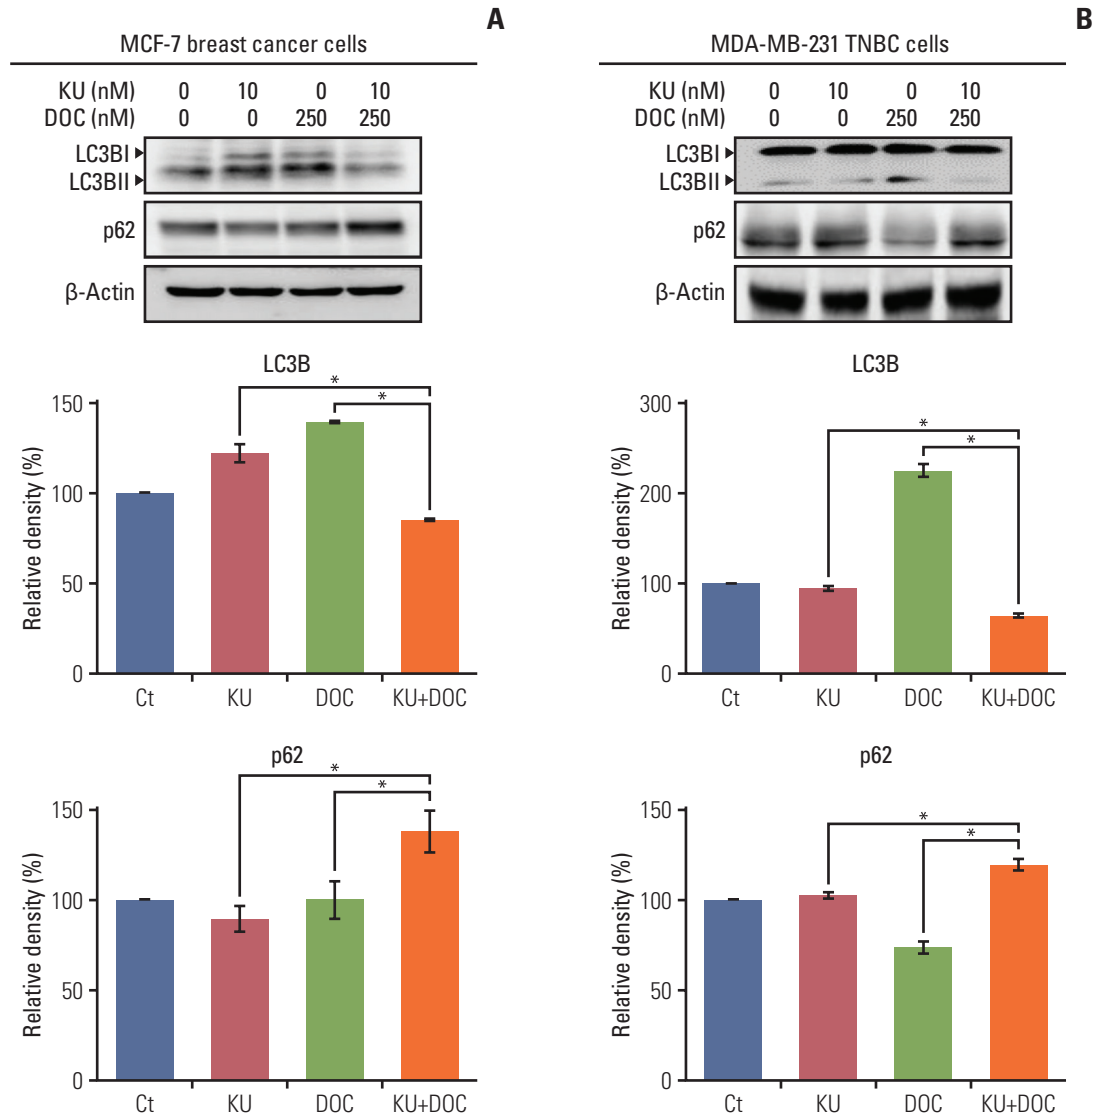 A
MCF-7 breast cancer cells
KU (nM) 0 10 0 10
DOC (nM) 0 0 250 250
LC3BI
LC3BII
p62
β-Actin
LC3B
Relative density (%)
150
100
50
0
*
*
Ct KU DOC KU+DOC
p62
Relative density (%)
150
100
50
0
*
*
Ct KU DOC KU+DOC
B
MDA-MB-231 TNBC cells
KU (nM) 0 10 0 10
DOC (nM) 0 0 250 250
LC3BI
LC3BII
p62
β-Actin
LC3B
Relative density (%)
300
200
100
0
*
*
Ct KU DOC KU+DOC
p62
Relative density (%)
150
100
50
0
*
*
Ct KU DOC KU+DOC